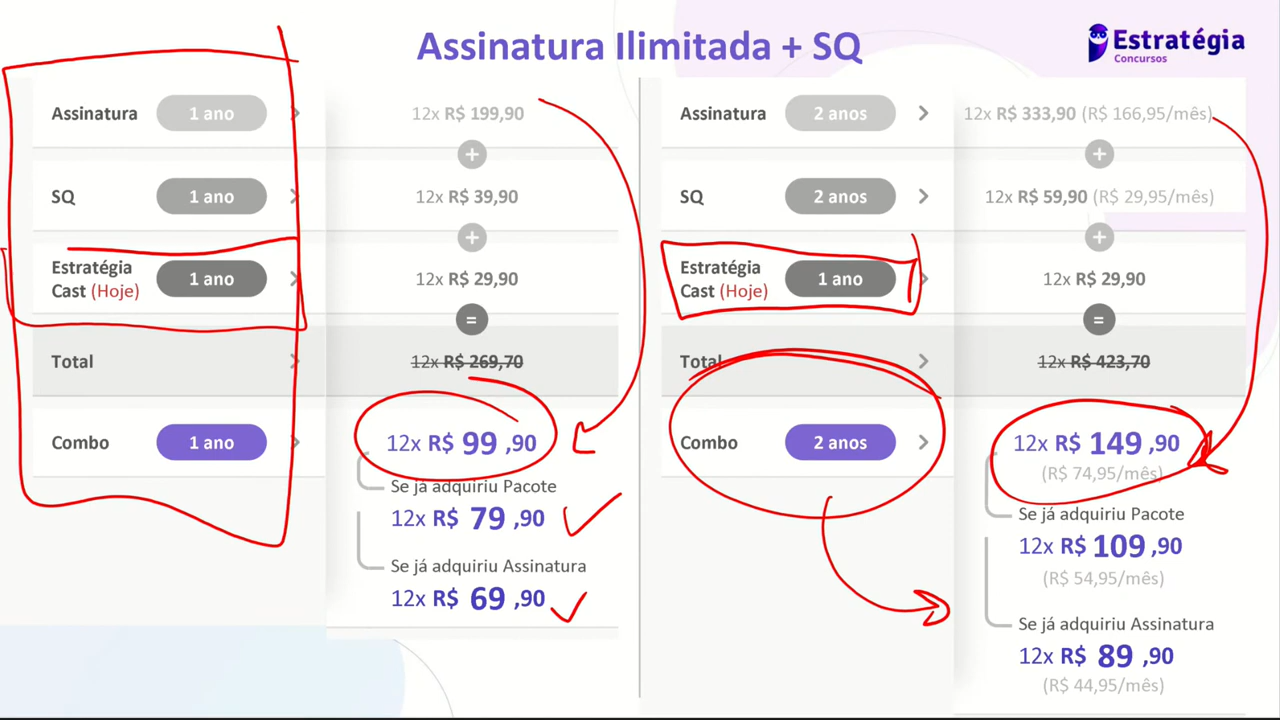 Assinatura Ilimitada + SQ
Estratégia
Concursos
Assinatura 1 ano 12x R$ 199,90
+
SQ 1 ano 12x R$ 39,90
+
Estratégia
Cast (Hoje) 1 ano 12x R$ 29,90
=
Total 12x R$ 269,70
Combo 1 ano 12x R$ 99,90
Se já adquiriu Pacote
12x R$ 79,90
Se já adquiriu Assinatura
12x R$ 69,90
Assinatura 2 anos 12x R$ 333,90 (R$ 166,95/mês)
+
SQ 2 anos 12x R$ 59,90 (R$ 29,95/mês)
+
Estratégia
Cast (Hoje) 1 ano 12x R$ 29,90
=
Total 12x R$ 423,70
Combo 2 anos 12x R$ 149,90
(R$ 74,95/mês)
Se já adquiriu Pacote
12x R$ 109,90
(R$ 54,95/mês)
Se já adquiriu Assinatura
12x R$ 89,90
(R$ 44,95/mês)